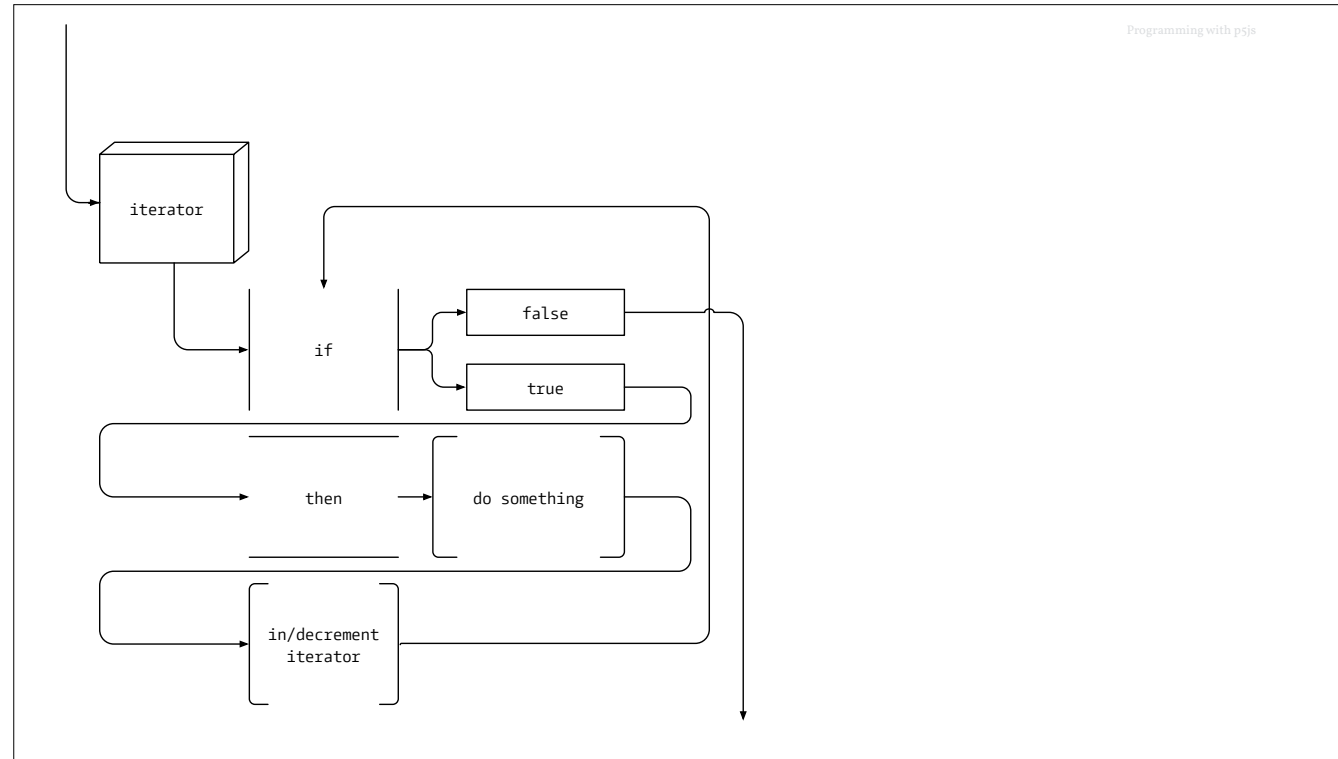 Programming with p5js
iterator
false
if
true
then
do something
in/decrement
iterator